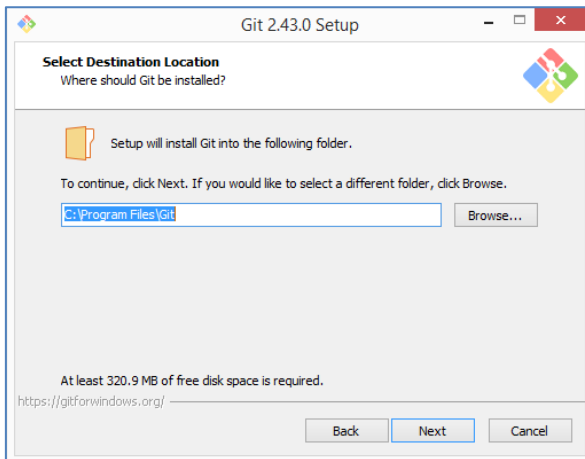 Git 2.43.0 Setup
Select Destination Location
Where should Git be installed?
Setup will install Git into the following folder.
To continue, click Next. If you would like to select a different folder, click Browse.
C:\Program Files\Git
Browse...
At least 320.9 MB of free disk space is required.
https://gitforwindows.org/
Back
Next
Cancel